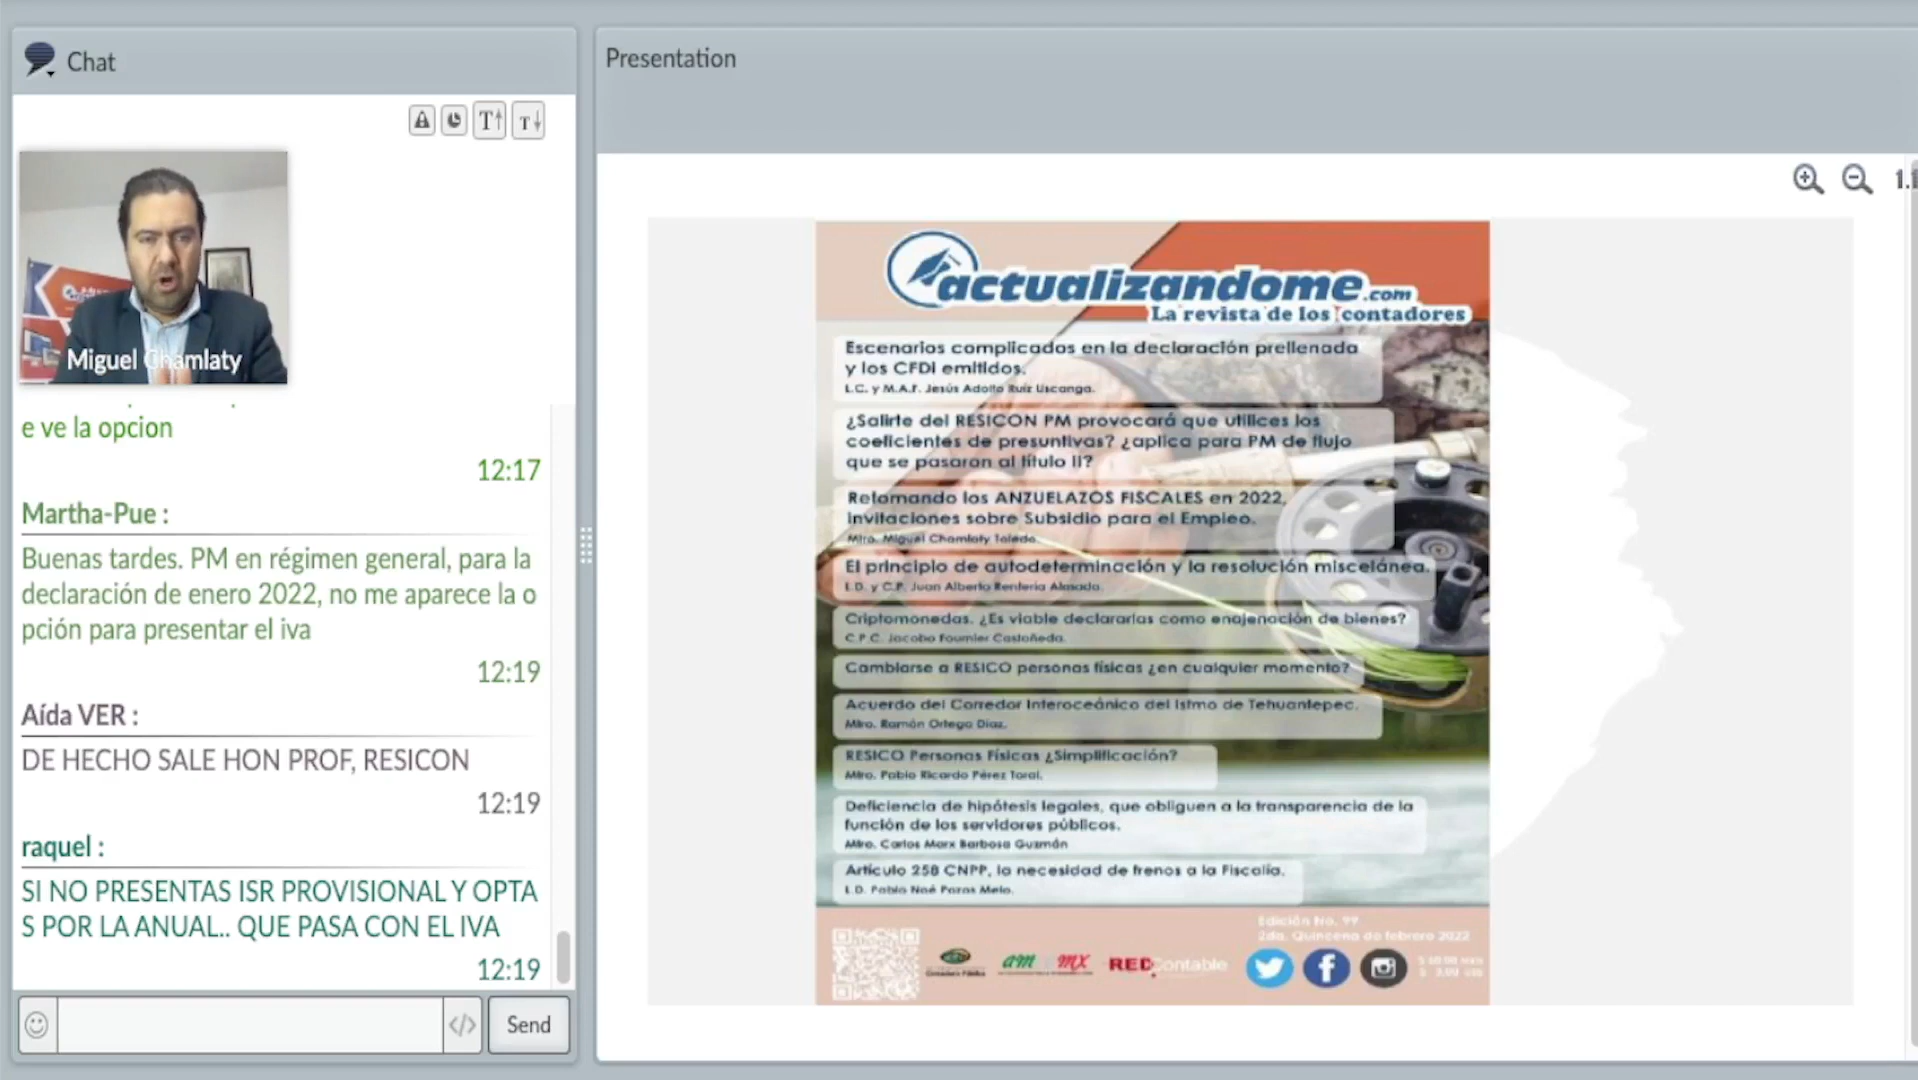 Chat
T↑
T↓
Miguel Chamlaty
e ve la opcion
12:17
Martha-Pue :
Buenas tardes. PM en régimen general, para la
declaración de enero 2022, no me aparece la o
pción para presentar el iva
12:19
Aída VER :
DE HECHO SALE HON PROF, RESICON
12:19
raquel :
SI NO PRESENTAS ISR PROVISIONAL Y OPTA
S POR LA ANUAL.. QUE PASA CON EL IVA
12:19
</>
Send
Presentation
actualizandome.com
La revista de los contadores
Escenarios complicados en la declaración prellenada
y los CFDI emitidos.
L.C. y M.A.F. Jesús Adolfo Ruiz Uscanga.
¿Salirte del RESICON PM provocará que utilices los
coeficientes de presuntivas? ¿aplica para PM de flujo
que se pasaron al título II?
Retomando los ANZUELAZOS FISCALES en 2022,
invitaciones sobre Subsidio para el Empleo.
Mtro. Miguel Chamlaty Toledo.
El principio de autodeterminación y la resolución miscelánea.
L.D. y C.P. Juan Alberto Rentería
Criptomonedas. ¿Es viable declararlas como enajenación de bienes?
C.P.C. Jacobo Fournier Castañeda.
Cambiarse a RESICO personas físicas ¿en cualquier momento?
Acuerdo del Corredor Interoceánico del Istmo de Tehuantepec.
Mtro. Ramón Ortega Díaz.
RESICO Personas Físicas ¿Simplificación?
Mtro. Pablo Ricardo Pérez Toral.
Deficiencia de hipótesis legales, que obliguen a la transparencia de la
función de los servidores públicos.
Mtro. Carlos Marx Barbosa Guzmán
Artículo 258 CNPP, la necesidad de frenos a la Fiscalía.
L.D. Pablo Noé Pozos Melo.
Edición No. 99
2da. Quincena de febrero 2022
REDContable